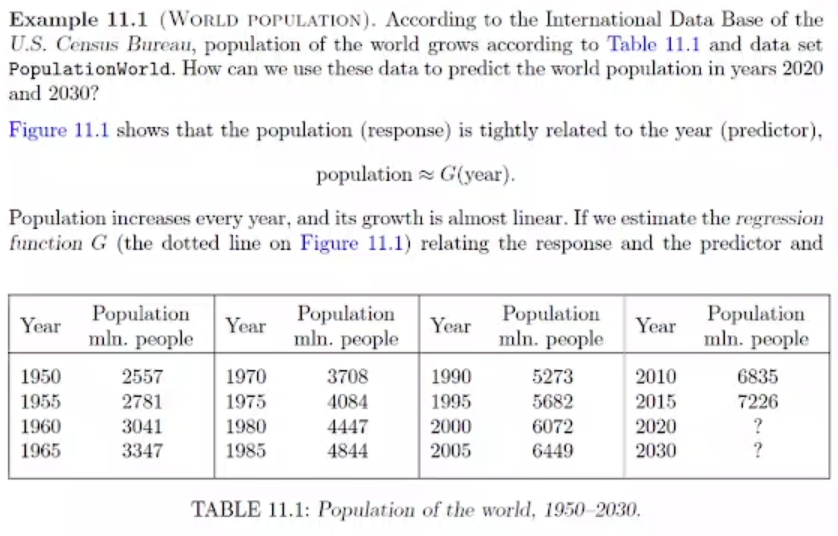 Example 11.1 (WORLD POPULATION). According to the International Data Base of the
U.S. Census Bureau, population of the world grows according to Table 11.1 and data set
PopulationWorld. How can we use these data to predict the world population in years 2020
and 2030?
Figure 11.1 shows that the population (response) is tightly related to the year (predictor),
population ≈ G(year).
Population increases every year, and its growth is almost linear. If we estimate the regression
function G (the dotted line on Figure 11.1) relating the response and the predictor and
Year Population mln. people Year Population mln. people Year Population mln. people Year Population mln. people
1950 2557 1970 3708 1990 5273 2010 6835
1955 2781 1975 4084 1995 5682 2015 7226
1960 3041 1980 4447 2000 6072 2020 ?
1965 3347 1985 4844 2005 6449 2030 ?
TABLE 11.1: Population of the world, 1950–2030.